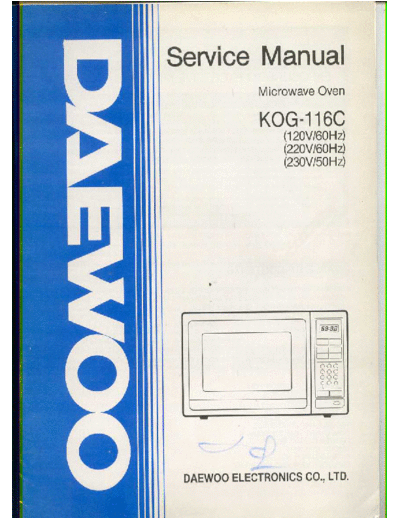 DAEWOO
Service Manual
Microwave Oven
KOG-116C
(120V/60Hz)
(220V/60Hz)
(230V/50Hz)
DAEWOO ELECTRONICS CO., LTD.